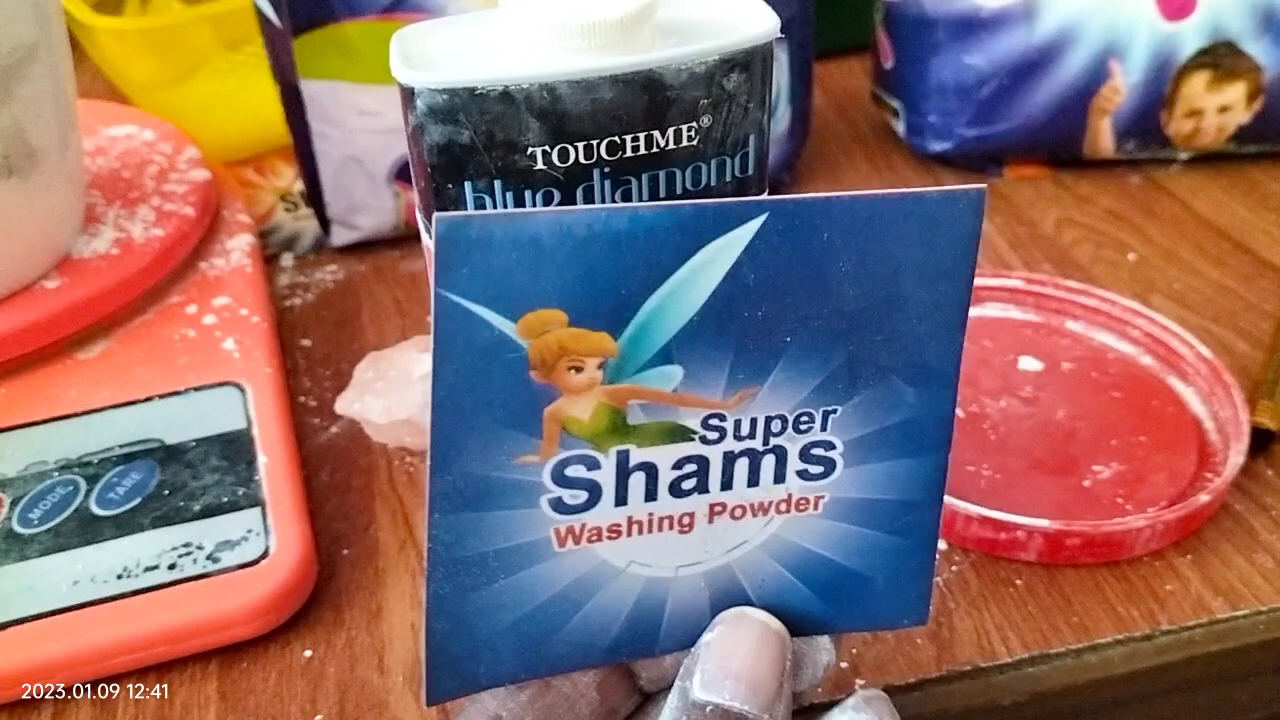 TOUCHME®
blue diamond
Super
Shams
Washing Powder
MODE
TARE
2023.01.09 12:41